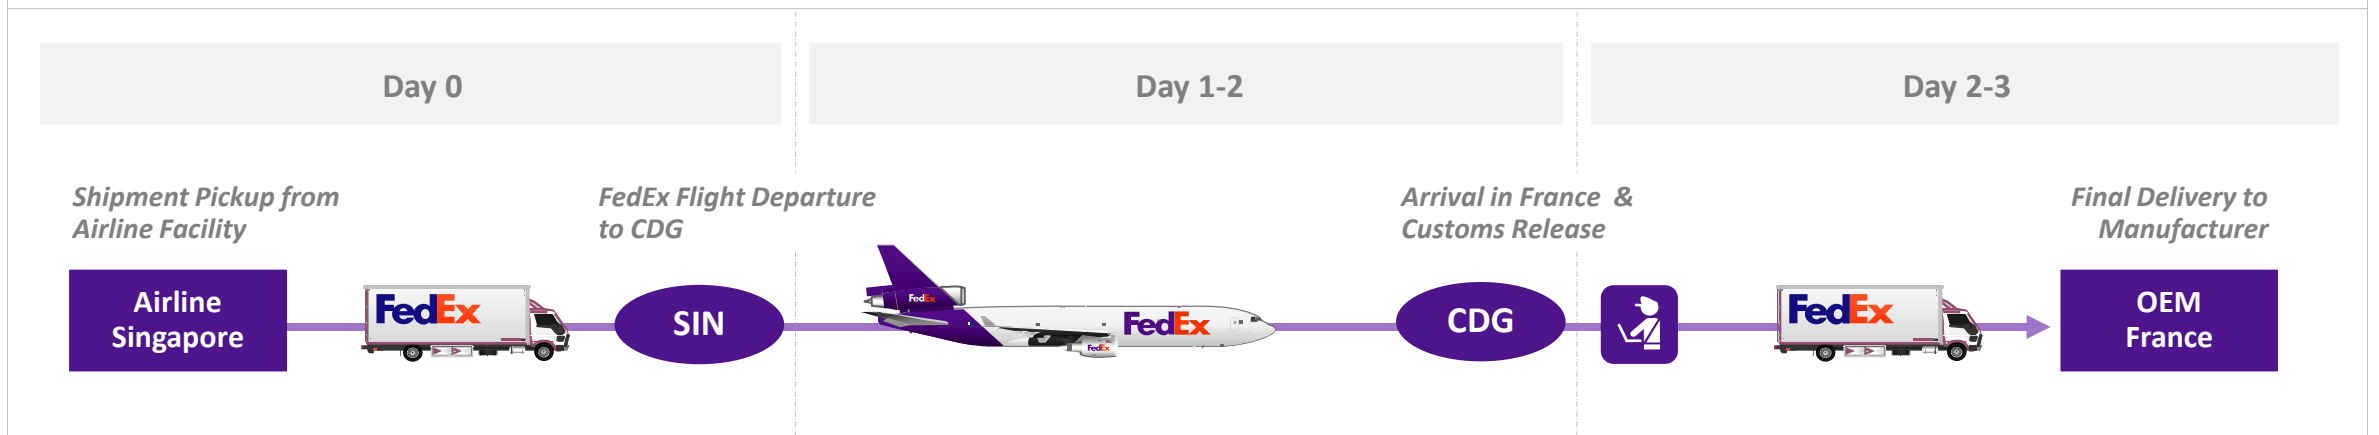 Day 0
Day 1-2
Day 2-3
Shipment Pickup from
Airline Facility
FedEx Flight Departure
to CDG
Arrival in France &
Customs Release
Final Delivery to
Manufacturer
Airline
Singapore
FedEx
SIN
FedEx
FedEx
FedEx
CDG
FedEx
OEM
France